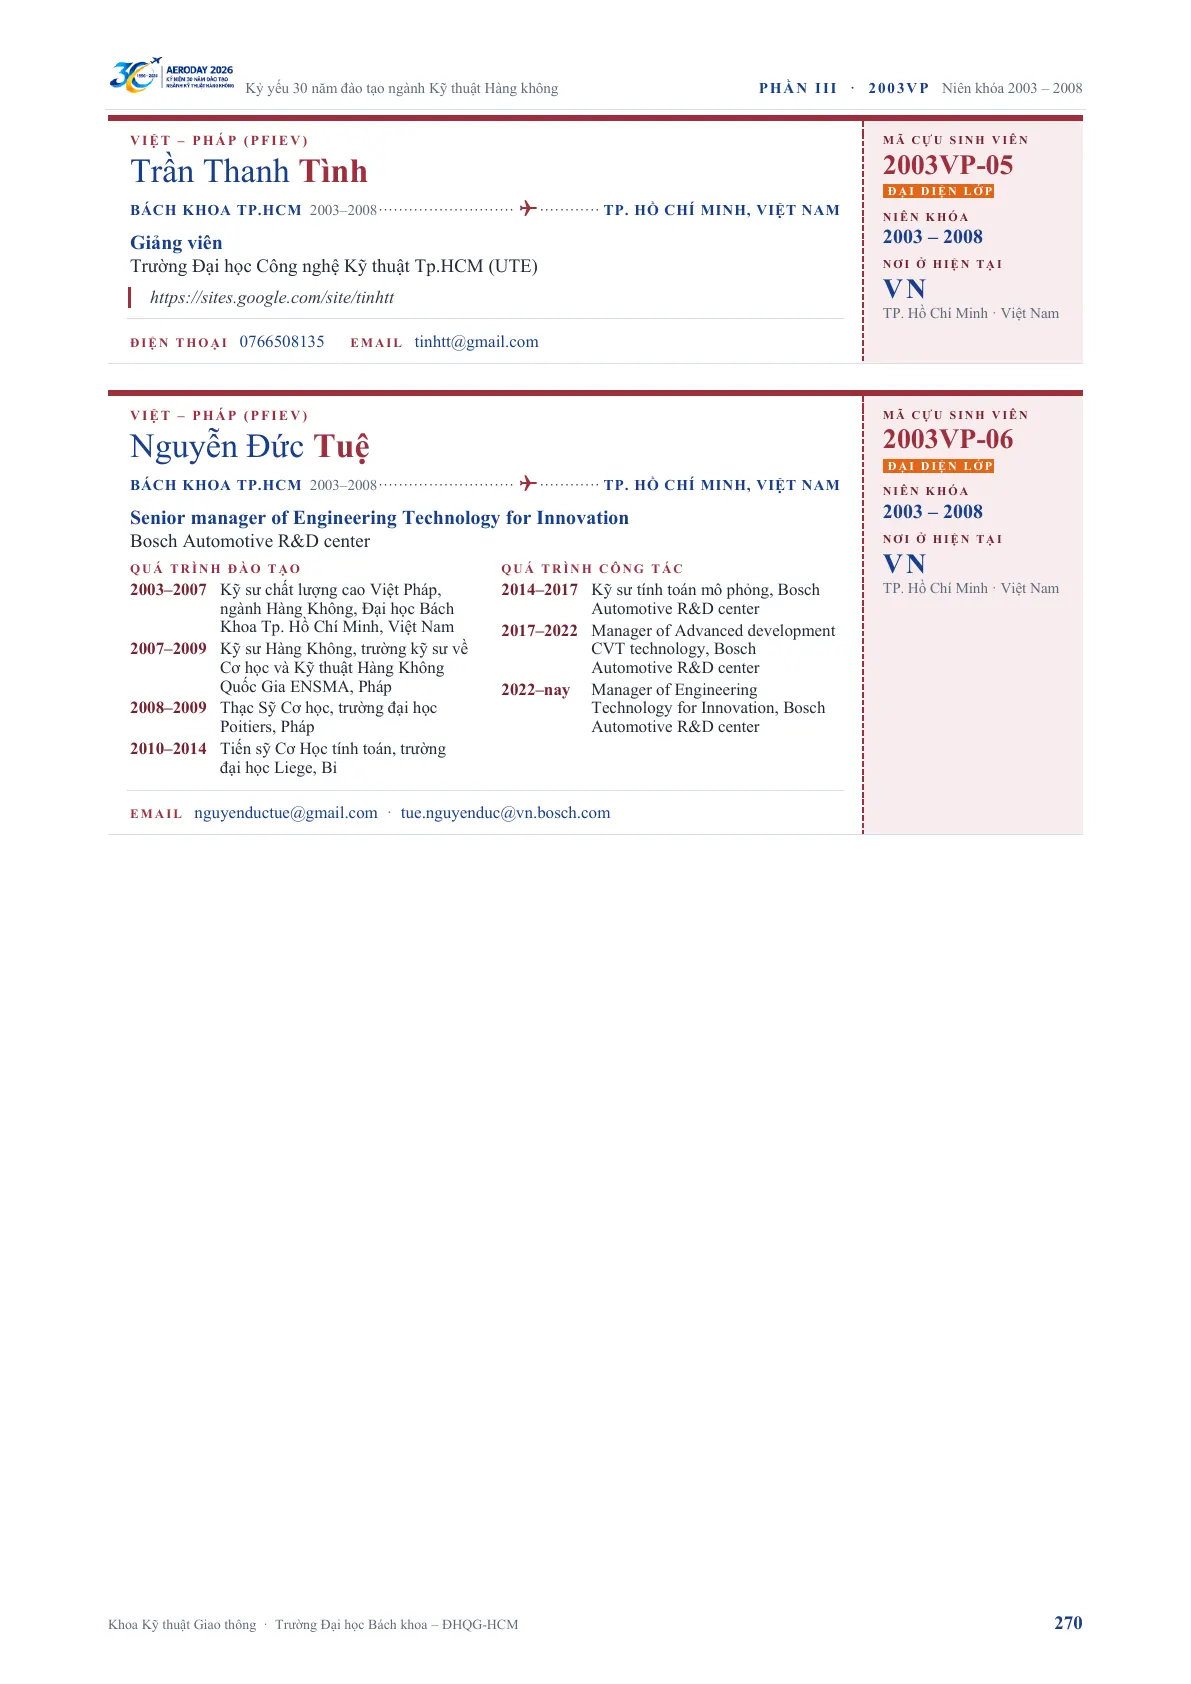 30
1996 - 2026
AERODAY 2026
KỶ NIỆM 30 NĂM ĐÀO TẠO
NGÀNH KỸ THUẬT HÀNG KHÔNG
Kỷ yếu 30 năm đào tạo ngành Kỹ thuật Hàng không
PHẦN III · 2003VP Niên khóa 2003 – 2008
VIỆT – PHÁP (PFIEV)
Trần Thanh Tình
BÁCH KHOA TP.HCM 2003–2008 TP. HỒ CHÍ MINH, VIỆT NAM
Giảng viên
Trường Đại học Công nghệ Kỹ thuật Tp.HCM (UTE)
https://sites.google.com/site/tinhtt
ĐIỆN THOẠI 0766508135 EMAIL tinhtt@gmail.com
MÃ CỰU SINH VIÊN
2003VP-05
ĐẠI DIỆN LỚP
NIÊN KHÓA
2003 – 2008
NƠI Ở HIỆN TẠI
VN
TP. Hồ Chí Minh · Việt Nam
VIỆT – PHÁP (PFIEV)
Nguyễn Đức Tuệ
BÁCH KHOA TP.HCM 2003–2008 TP. HỒ CHÍ MINH, VIỆT NAM
Senior manager of Engineering Technology for Innovation
Bosch Automotive R&D center
QUÁ TRÌNH ĐÀO TẠO
2003–2007 Kỹ sư chất lượng cao Việt Pháp,
ngành Hàng Không, Đại học Bách
Khoa Tp. Hồ Chí Minh, Việt Nam
2007–2009 Kỹ sư Hàng Không, trường kỹ sư về
Cơ học và Kỹ thuật Hàng Không
Quốc Gia ENSMA, Pháp
2008–2009 Thạc Sỹ Cơ học, trường đại học
Poitiers, Pháp
2010–2014 Tiến sỹ Cơ Học tính toán, trường
đại học Liege, Bỉ
QUÁ TRÌNH CÔNG TÁC
2014–2017 Kỹ sư tính toán mô phỏng, Bosch
Automotive R&D center
2017–2022 Manager of Advanced development
CVT technology, Bosch
Automotive R&D center
2022–nay Manager of Engineering
Technology for Innovation, Bosch
Automotive R&D center
EMAIL nguyenductue@gmail.com · tue.nguyenduc@vn.bosch.com
MÃ CỰU SINH VIÊN
2003VP-06
ĐẠI DIỆN LỚP
NIÊN KHÓA
2003 – 2008
NƠI Ở HIỆN TẠI
VN
TP. Hồ Chí Minh · Việt Nam
Khoa Kỹ thuật Giao thông · Trường Đại học Bách khoa – ĐHQG-HCM
270